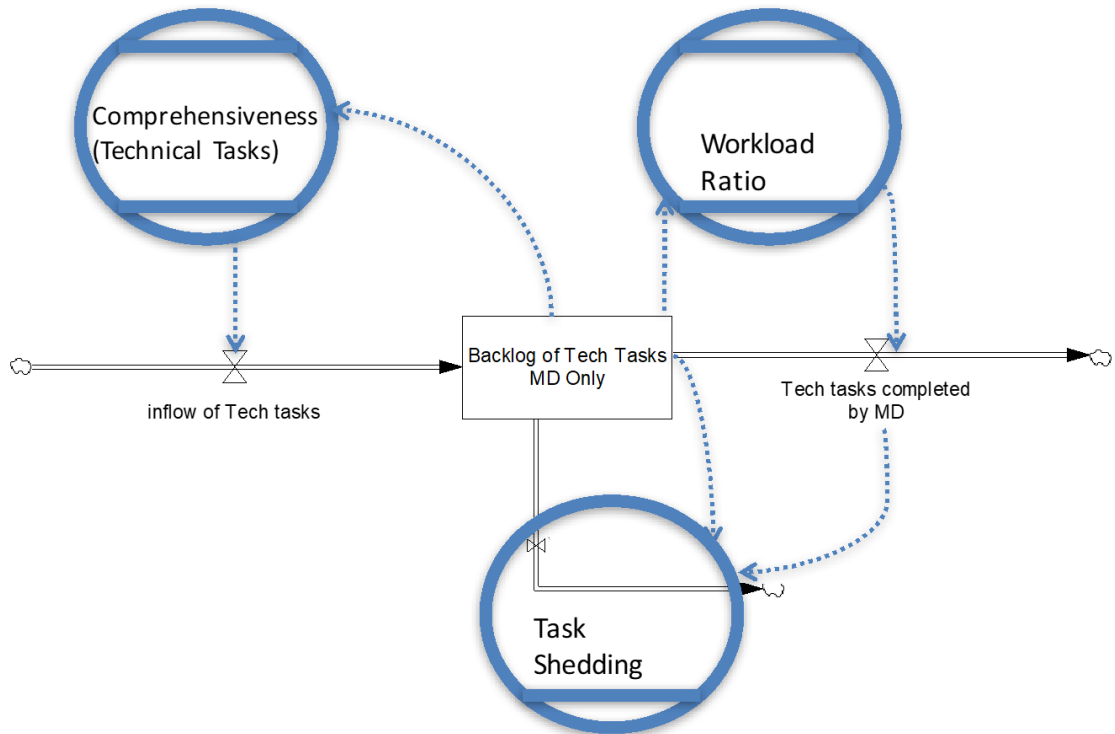 Comprehensiveness
(Technical Tasks)
Workload
Ratio
Backlog of Tech Tasks
MD Only
inflow of Tech tasks
Tech tasks completed
by MD
Task
Shedding